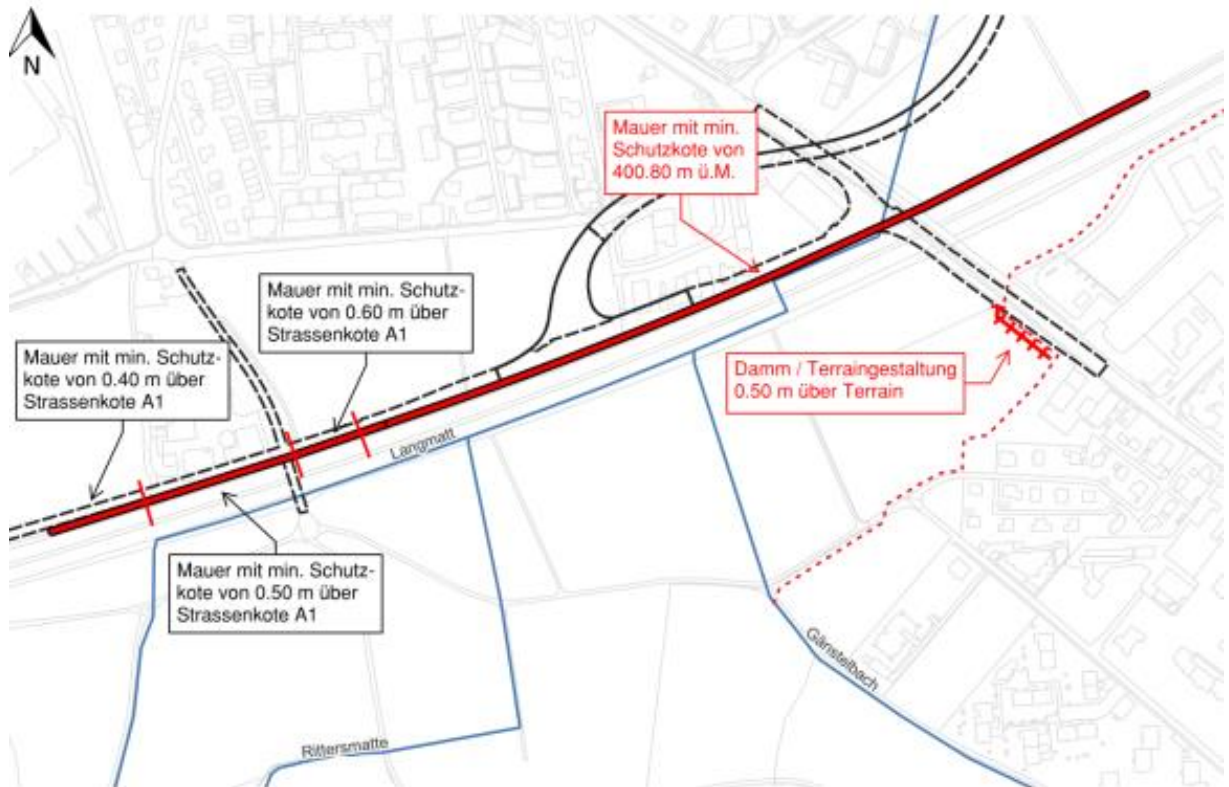 N
Mauer mit min.
Schutzkote von
400.80 m ü.M.
Mauer mit min. Schutz-
kote von 0.60 m über
Strassenkote A1
Mauer mit min. Schutz-
kote von 0.40 m über
Strassenkote A1
Damm / Terraingestaltung
0.50 m über Terrain
Langmatt
Mauer mit min. Schutz-
kote von 0.50 m über
Strassenkote A1
Gänstelbach
Rittersmatte